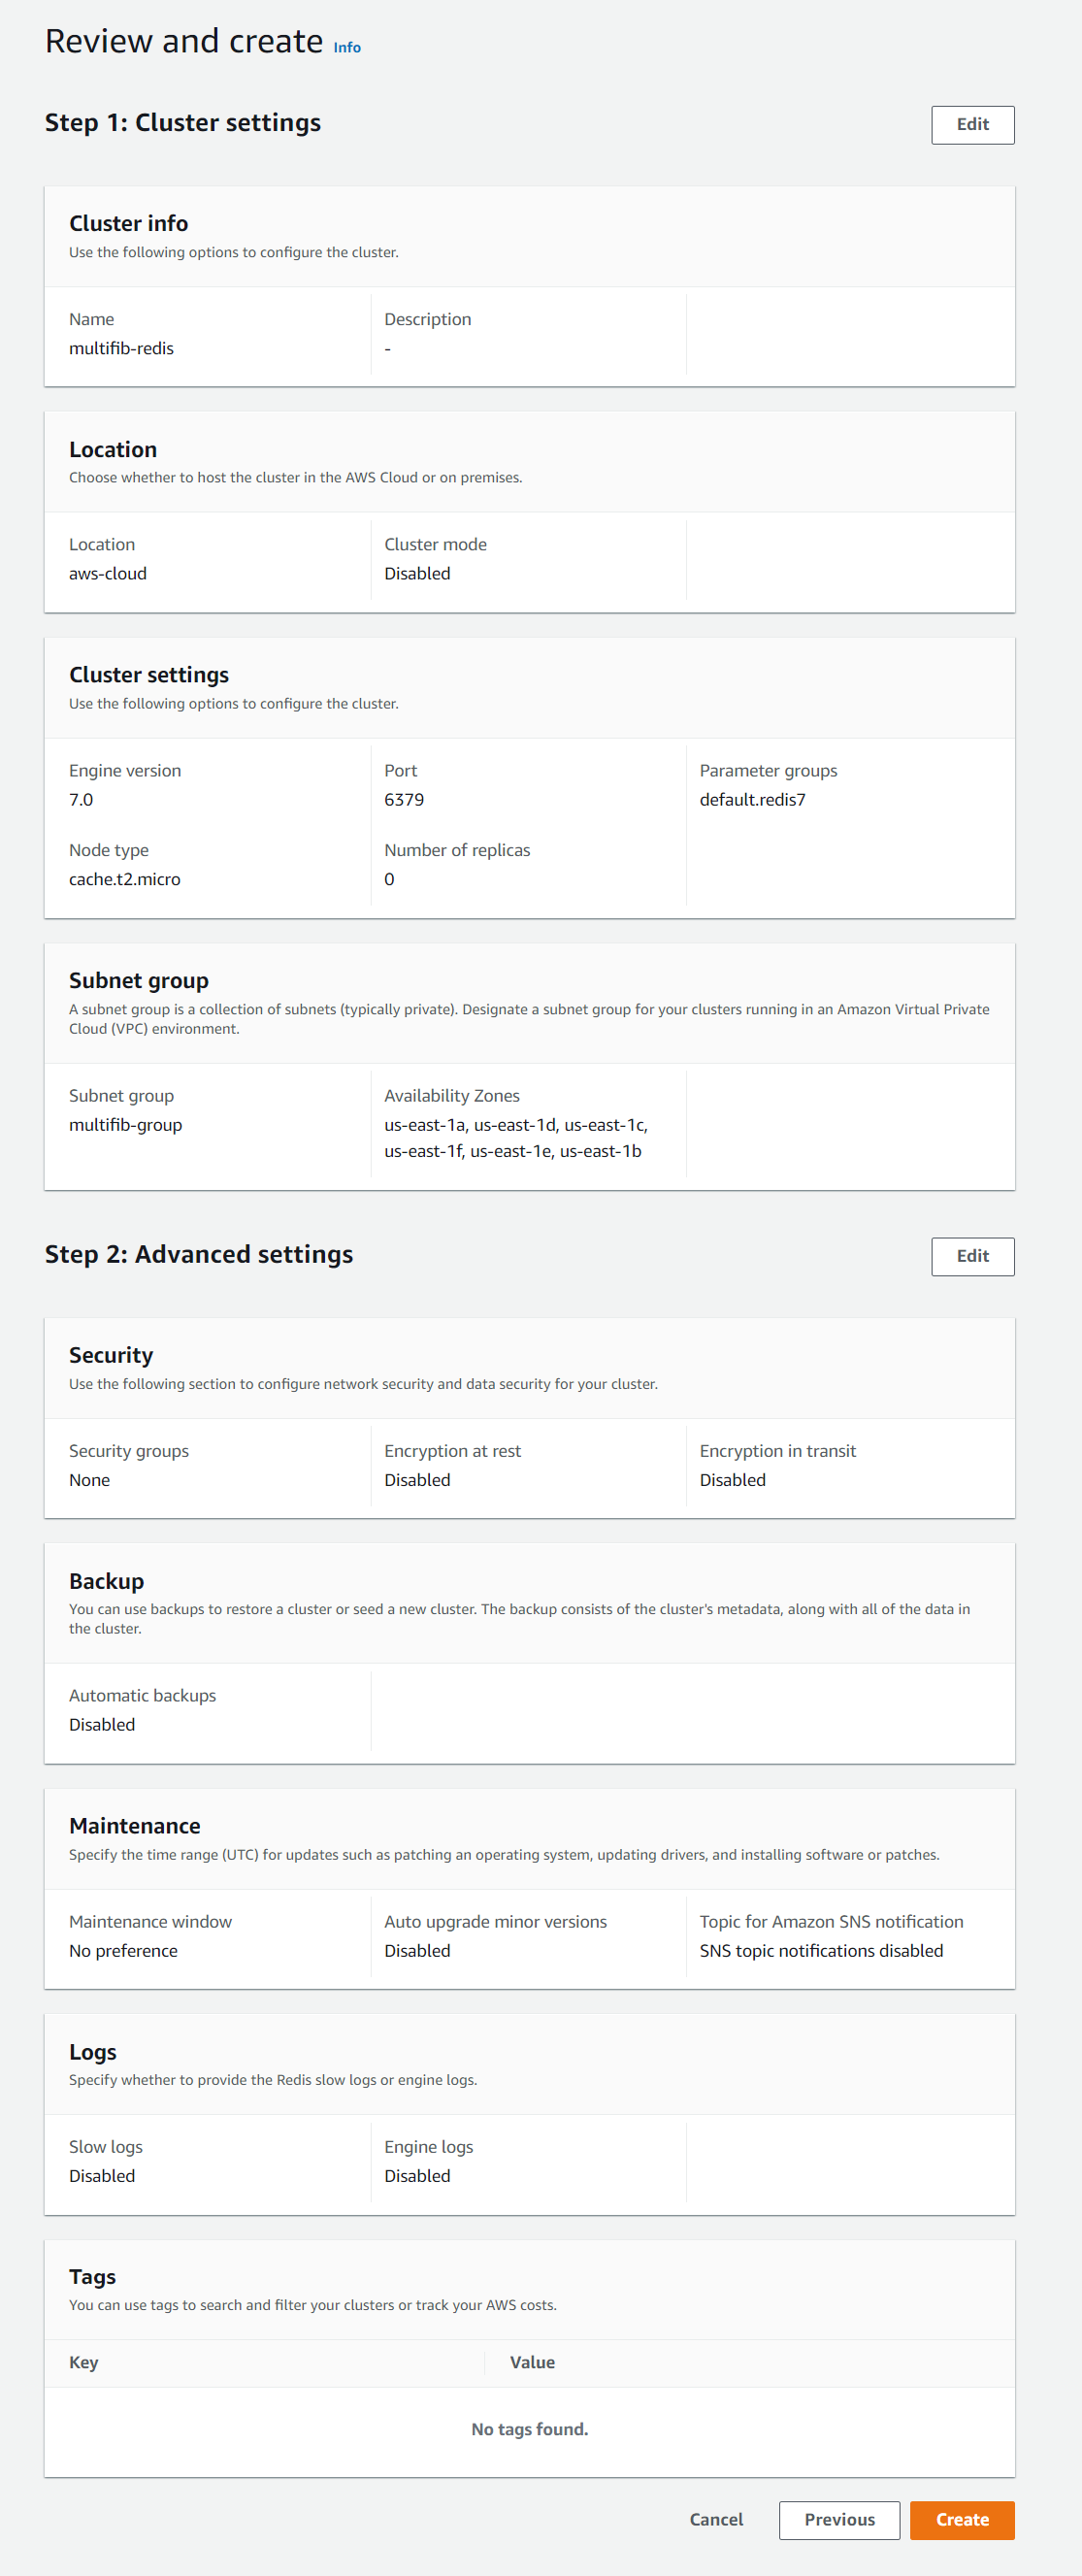 Review and create Info
Step 1: Cluster settings
Edit
Cluster info
Use the following options to configure the cluster.
Name
multifib-redis
Description
-
Location
Choose whether to host the cluster in the AWS Cloud or on premises.
Location
aws-cloud
Cluster mode
Disabled
Cluster settings
Use the following options to configure the cluster.
Engine version
7.0
Port
6379
Parameter groups
default.redis7
Node type
cache.t2.micro
Number of replicas
0
Subnet group
A subnet group is a collection of subnets (typically private). Designate a subnet group for your clusters running in an Amazon Virtual Private
Cloud (VPC) environment.
Subnet group
multifib-group
Availability Zones
us-east-1a, us-east-1d, us-east-1c,
us-east-1f, us-east-1e, us-east-1b
Step 2: Advanced settings
Edit
Security
Use the following section to configure network security and data security for your cluster.
Security groups
None
Encryption at rest
Disabled
Encryption in transit
Disabled
Backup
You can use backups to restore a cluster or seed a new cluster. The backup consists of the cluster's metadata, along with all of the data in
the cluster.
Automatic backups
Disabled
Maintenance
Specify the time range (UTC) for updates such as patching an operating system, updating drivers, and installing software or patches.
Maintenance window
No preference
Auto upgrade minor versions
Disabled
Topic for Amazon SNS notification
SNS topic notifications disabled
Logs
Specify whether to provide the Redis slow logs or engine logs.
Slow logs
Disabled
Engine logs
Disabled
Tags
You can use tags to search and filter your clusters or track your AWS costs.
Key
Value
No tags found.
Cancel
Previous
Create